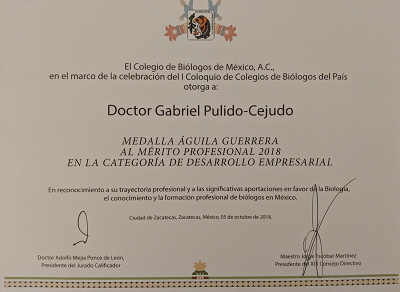 El Colegio de Biólogos de México, A.C.,
en el marco de la celebración del I Coloquio de Colegios de Biólogos del País
otorga a:
Doctor Gabriel Pulido-Cejudo
MEDALLA ÁGUILA GUERRERA
AL MÉRITO PROFESIONAL 2018
EN LA CATEGORÍA DE DESARROLLO EMPRESARIAL
En reconocimiento a su trayectoria profesional y a las significativas aportaciones en favor de la Biología,
el conocimiento y la formación profesional de biólogos en México.
Ciudad de Zacatecas, Zacatecas, México, 05 de octubre de 2018.
Doctor Adolfo Mejía Ponce de León,
Presidente del Jurado Calificador
Maestro Jorge Escobar Martínez
Presidente del XIX Consejo Directivo